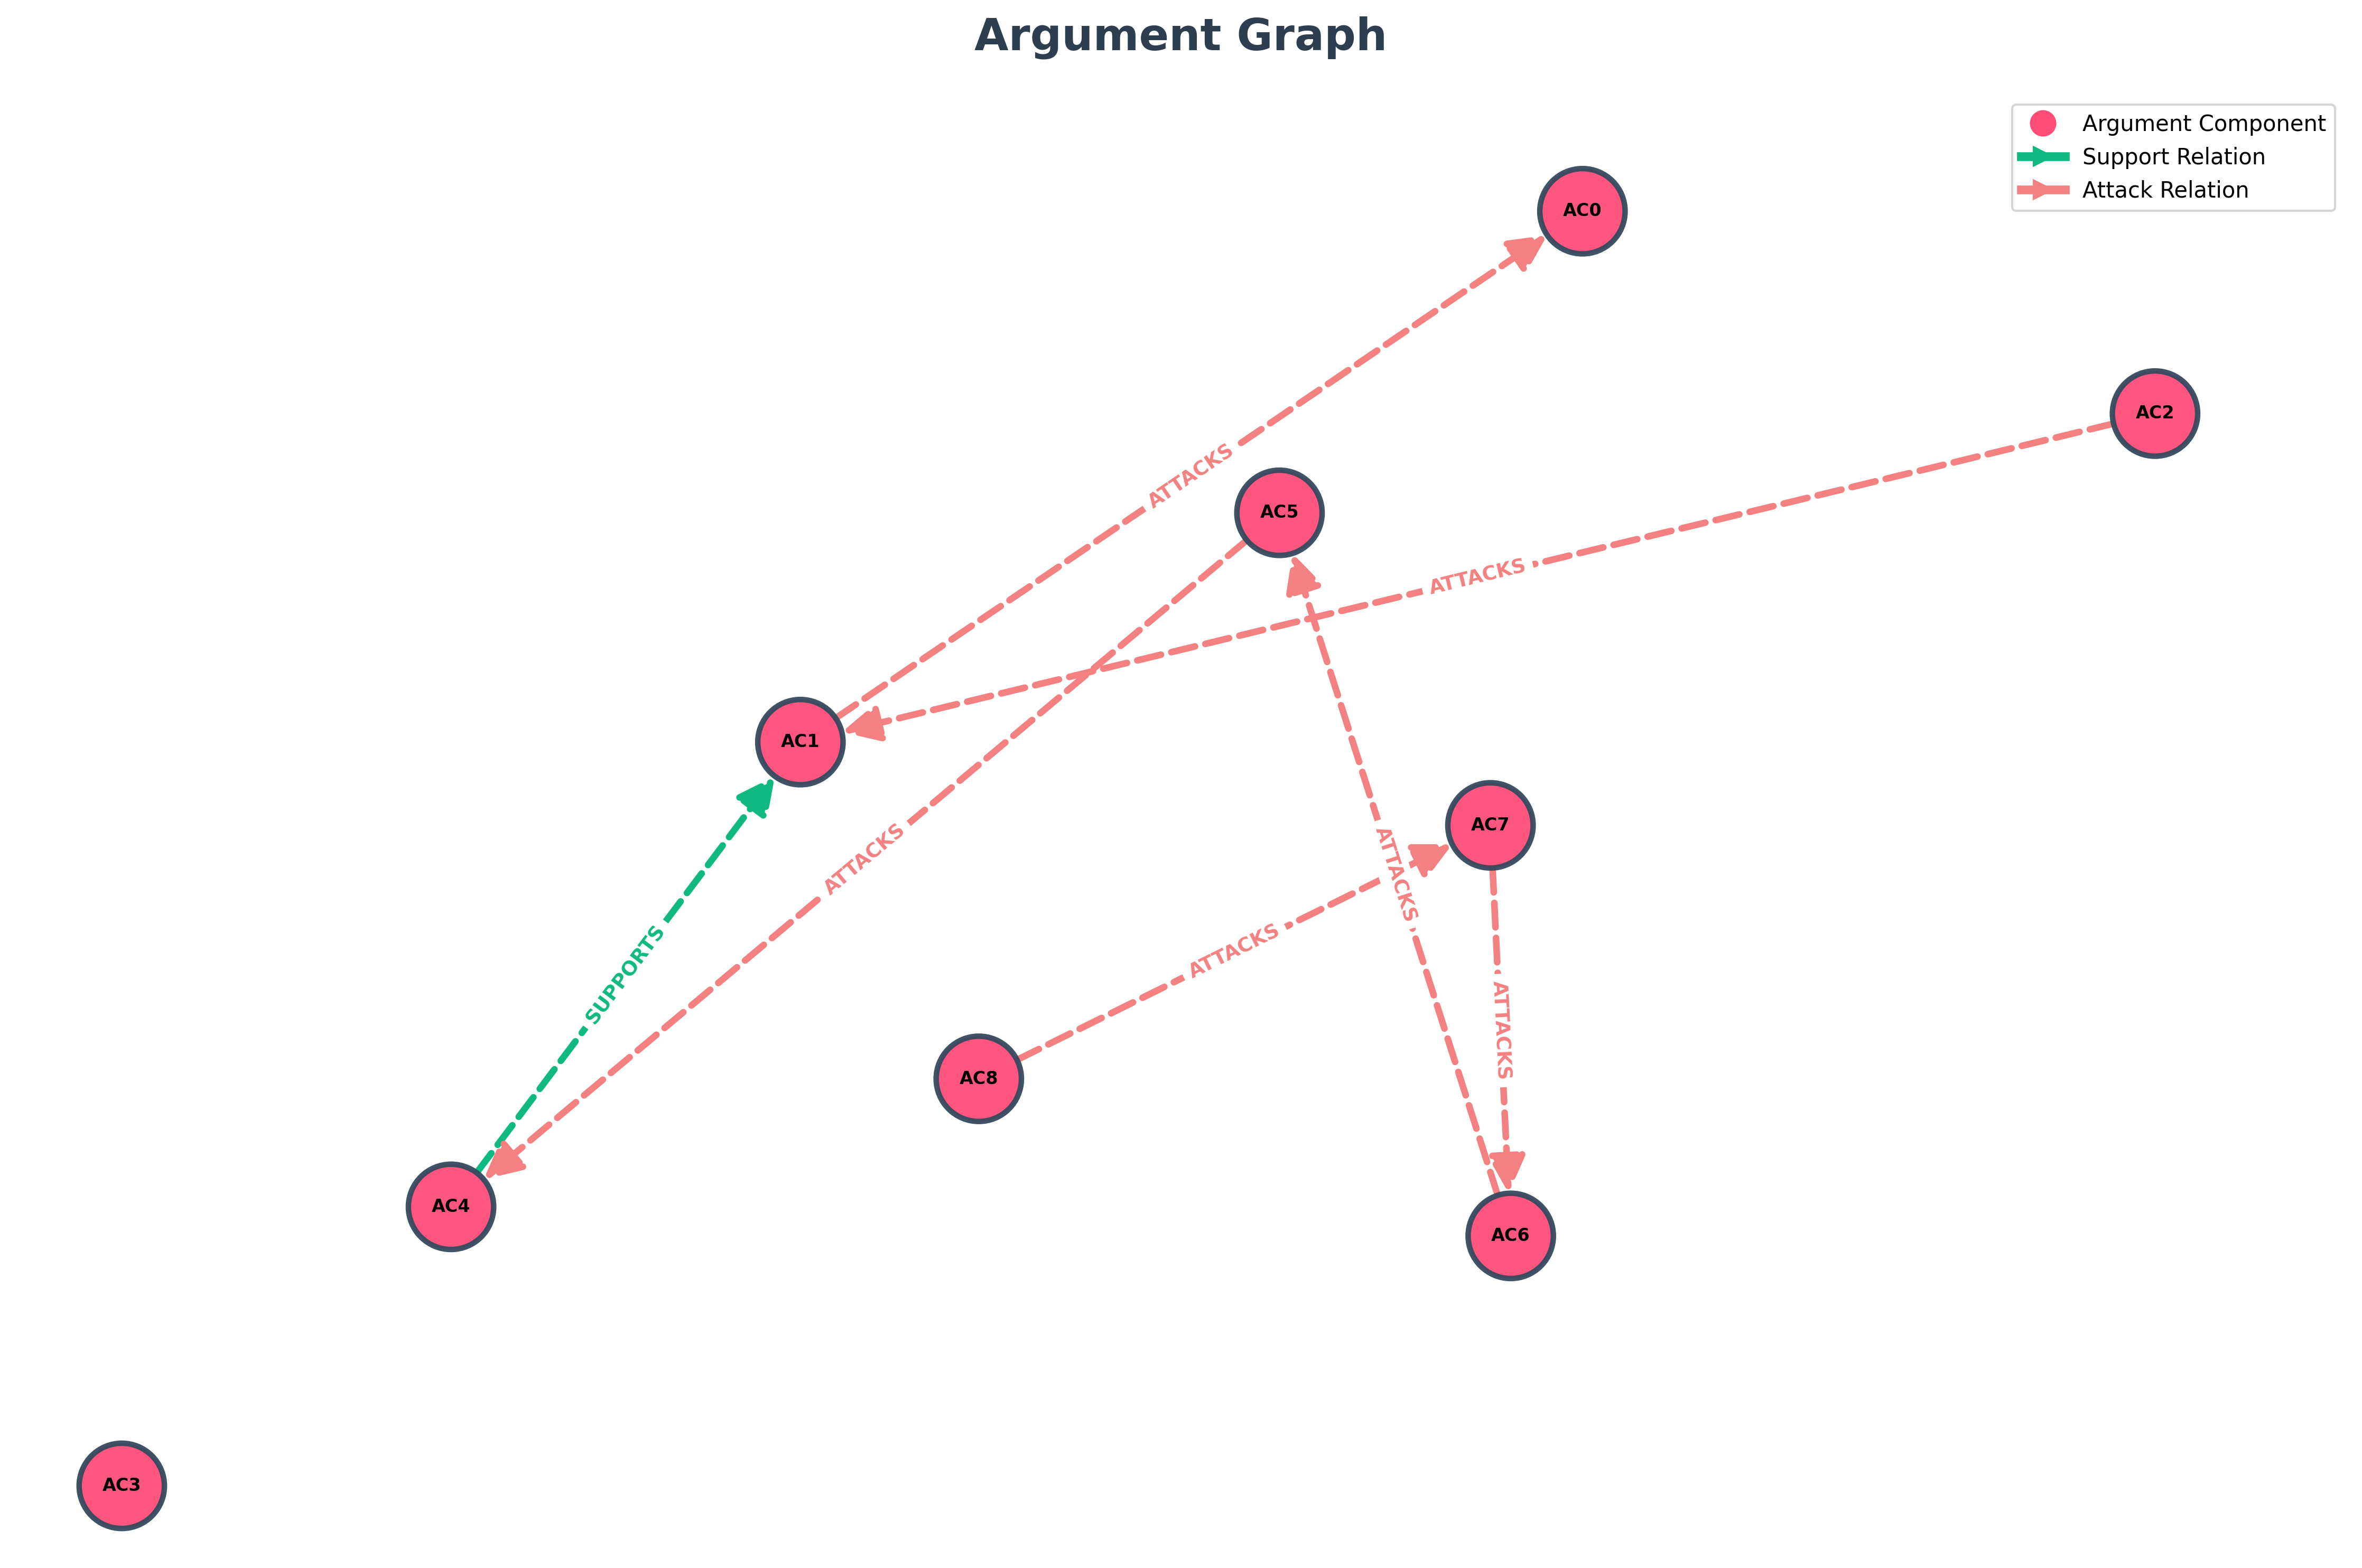 Argument Graph
Argument Component
Support Relation
Attack Relation
AC0
AC2
ATTACKS
AC5
ATTACKS
AC1
AC7
ATTACKS
ATTACKS
ATTACKS
SUPPORTS
ATTACKS
AC8
AC4
AC6
AC3